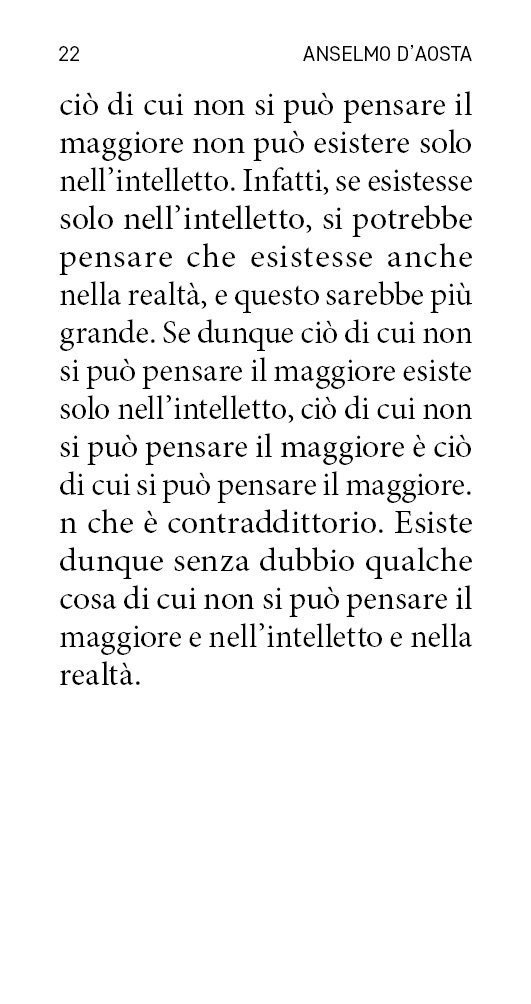 22 ANSELMO D'AOSTA
ciò di cui non si può pensare il
maggiore non può esistere solo
nell'intelletto. Infatti, se esistesse
solo nell'intelletto, si potrebbe
pensare che esistesse anche
nella realtà, e questo sarebbe più
grande. Se dunque ciò di cui non
si può pensare il maggiore esiste
solo nell'intelletto, ciò di cui non
si può pensare il maggiore è ciò
di cui si può pensare il maggiore.
n che è contraddittorio. Esiste
dunque senza dubbio qualche
cosa di cui non si può pensare il
maggiore e nell'intelletto e nella
realtà.